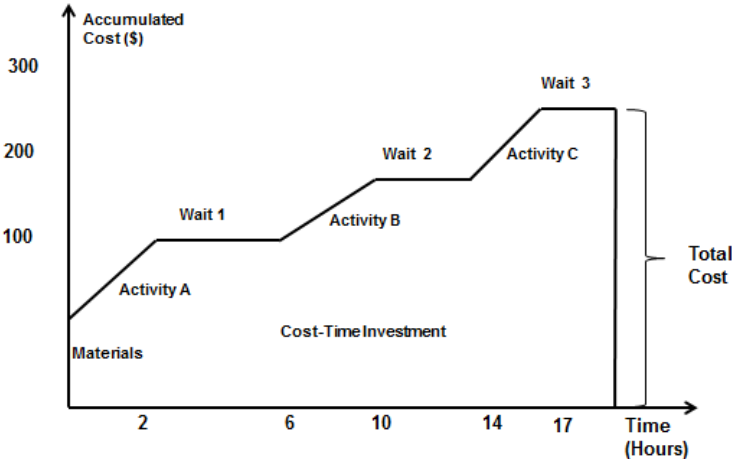 Accumulated
Cost ($)
300
Wait 3
200
Wait 2
Activity C
Wait 1
Activity B
100
Total
Cost
Activity A
Cost-Time Investment
Materials
2 6 10 14 17 Time
(Hours)